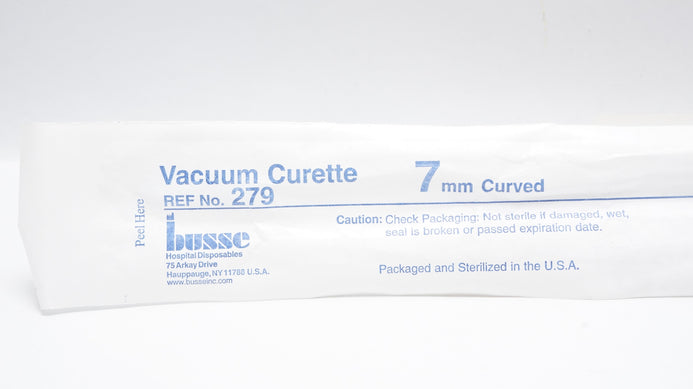 Vacuum Curette
7 mm Curved
REF No. 279
Peel Here
busse
Hospital Disposables
75 Arkay Drive
Hauppauge, NY 11788 U.S.A.
www.busseinc.com
Caution: Check Packaging: Not sterile if damaged, wet,
seal is broken or passed expiration date.
Packaged and Sterilized in the U.S.A.